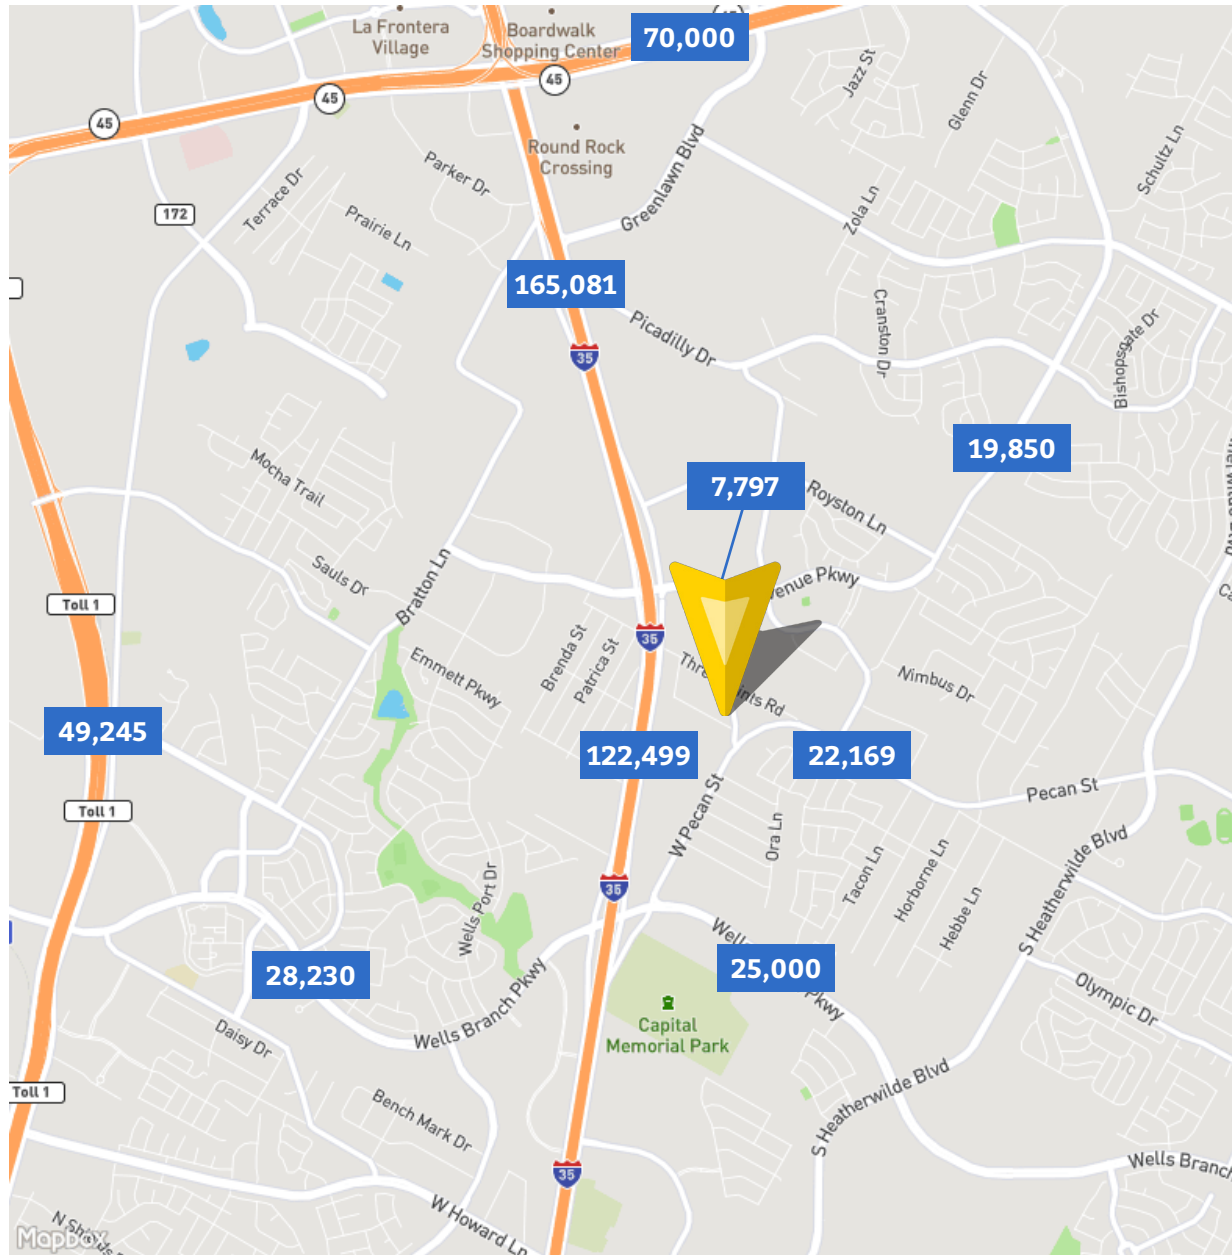 La Frontera
Village
Boardwalk
Shopping Center
70,000
45
45
45
Round Rock
Crossing
Jazz St
Glenn Dr
Schultz Ln
Greenlawn Blvd
Parker Dr
Terrace Dr
Prairie Ln
172
Zola Ln
165,081
Picadilly Dr
Cranston Dr
Bishopsgate Dr
35
19,850
Mocha Trail
7,797
Royston Ln
Sauls Dr
Bratton Ln
venue Pkwy
Toll 1
35
Brenda St
Patrica St
Emmett Pkwy
Nimbus Dr
49,245
122,499
22,169
Pecan St
Toll 1
W Pecan St
Ora Ln
Tacon Ln
Horborne Ln
Hebbe Ln
S Heatherwilde Blvd
35
Wells Port Dr
28,230
25,000
Pkwy
Wells Branch Pkwy
Capital
Memorial Park
Olympic Dr
Daisy Dr
Toll 1
Bench Mark Dr
S Heatherwilde Blvd
35
Wells Branch
W Howard Ln
Mapbox